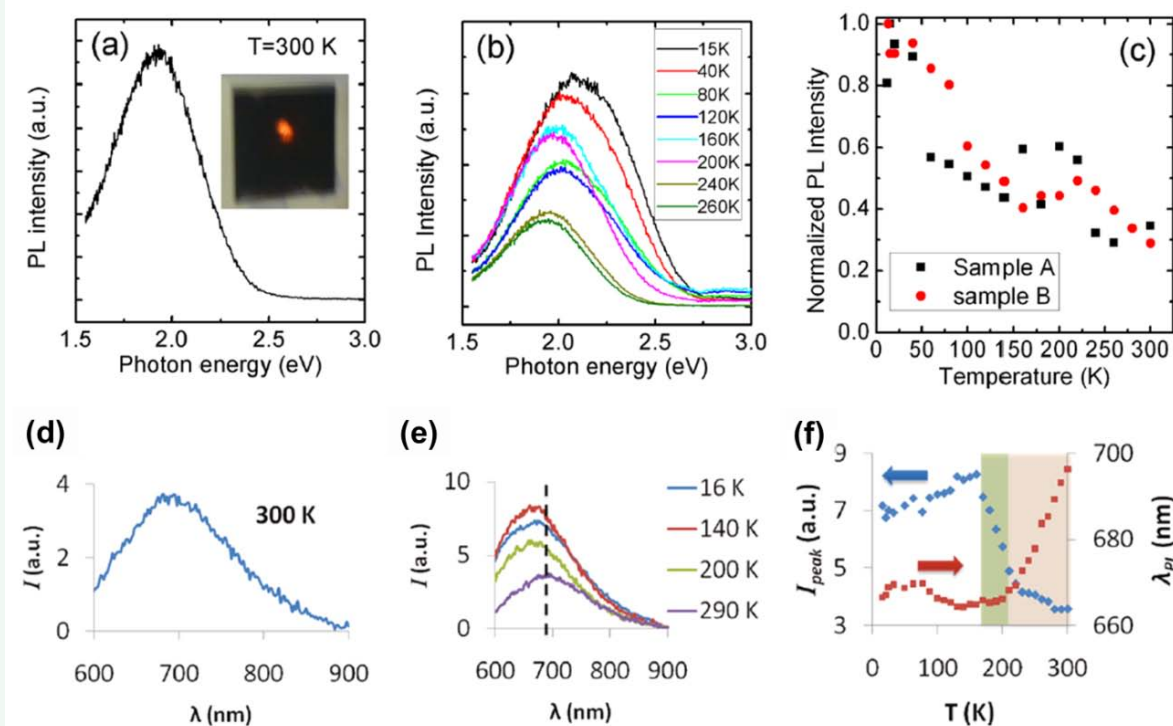 (a)
T=300 K
PL intensity (a.u.)
1.5 2.0 2.5 3.0
Photon energy (eV)
(b)
15K
40K
80K
120K
160K
200K
240K
260K
PL Intensity (a.u.)
1.5 2.0 2.5 3.0
Photon energy (eV)
(c)
Normalized PL Intensity
1.0
0.8
0.6
0.4
0.2
0.0
Sample A
sample B
0 50 100 150 200 250 300
Temperature (K)
(d)
I (a.u.)
4
2
0
300 K
600 700 800 900
λ (nm)
(e)
I (a.u.)
10
5
0
16 K
140 K
200 K
290 K
600 700 800 900
λ (nm)
(f)
Ipeak (a.u.)
9
7
5
3
700
680
660
λPL (nm)
0 100 200 300
T (K)